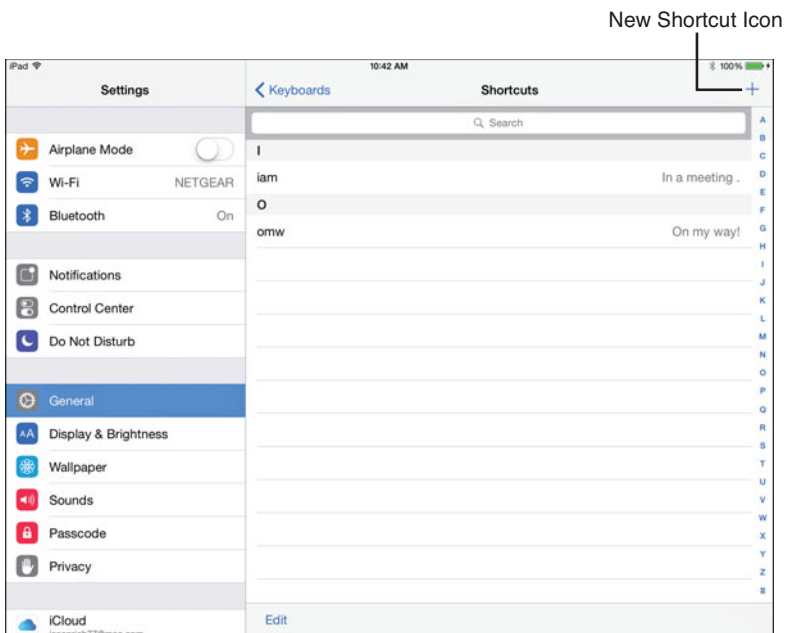 New Shortcut Icon
iPad 10:42 AM 100%
Settings
Keyboards Shortcuts
Search
Airplane Mode
Wi-Fi NETGEAR
Bluetooth On
Notifications
Control Center
Do Not Disturb
General
Display & Brightness
Wallpaper
Sounds
Passcode
Privacy
iCloud
I
iam In a meeting .
O
omw On my way!
A
B
C
D
E
F
G
H
I
J
K
L
M
N
O
P
Q
R
S
T
U
V
W
X
Y
Z
#
Edit